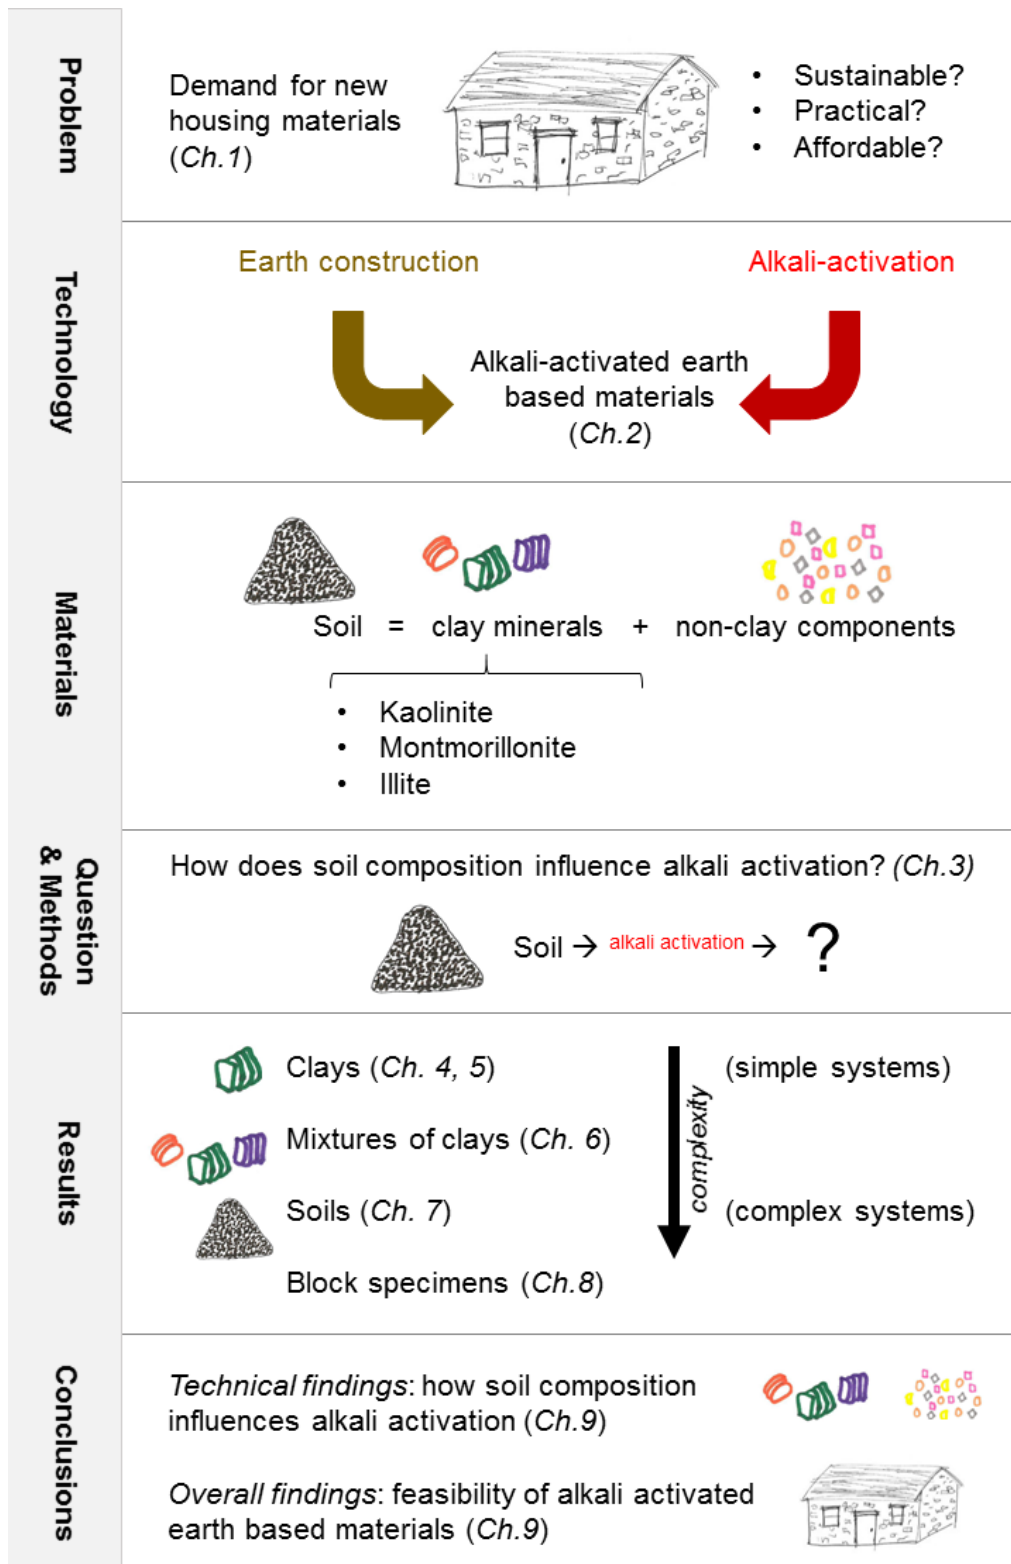 Problem
Demand for new
housing materials
(Ch.1)
• Sustainable?
• Practical?
• Affordable?
Technology
Earth construction
Alkali-activation
Alkali-activated earth
based materials
(Ch.2)
Materials
Soil = clay minerals + non-clay components
• Kaolinite
• Montmorillonite
• Illite
Question
& Methods
How does soil composition influence alkali activation? (Ch.3)
Soil → alkali activation → ?
Results
Clays (Ch. 4, 5)
(simple systems)
Mixtures of clays (Ch. 6)
complexity
Soils (Ch. 7)
(complex systems)
Block specimens (Ch.8)
Conclusions
Technical findings: how soil composition
influences alkali activation (Ch.9)
Overall findings: feasibility of alkali activated
earth based materials (Ch.9)